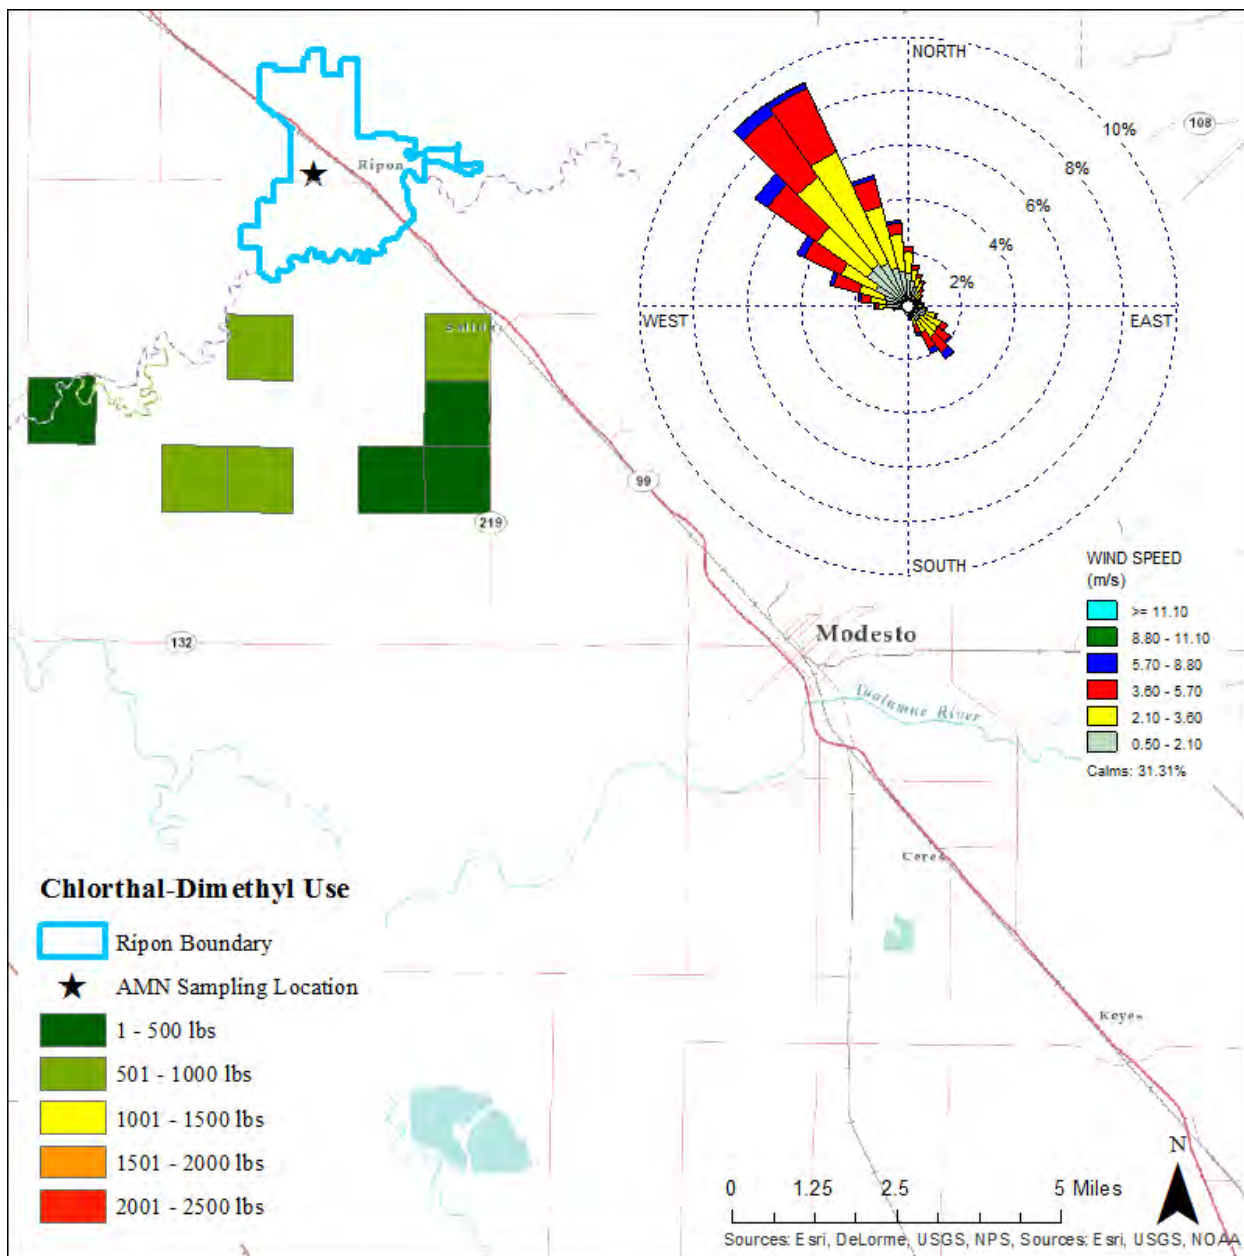 NORTH
10%
108
8%
Ripon
6%
4%
2%
WEST
EAST
99
219
SOUTH
WIND SPEED
(m/s)
>= 11.10
8.80 - 11.10
5.70 - 8.80
3.60 - 5.70
2.10 - 3.60
0.50 - 2.10
Calms: 31.31%
132
Modesto
Tuolumne River
Ceres
Keyes
Chlorthal-Dimethyl Use
Ripon Boundary
AMN Sampling Location
1 - 500 lbs
501 - 1000 lbs
1001 - 1500 lbs
1501 - 2000 lbs
2001 - 2500 lbs
N
0 1.25 2.5 5 Miles
Sources: Esri, DeLorme, USGS, NPS, Sources: Esri, USGS, NOAA